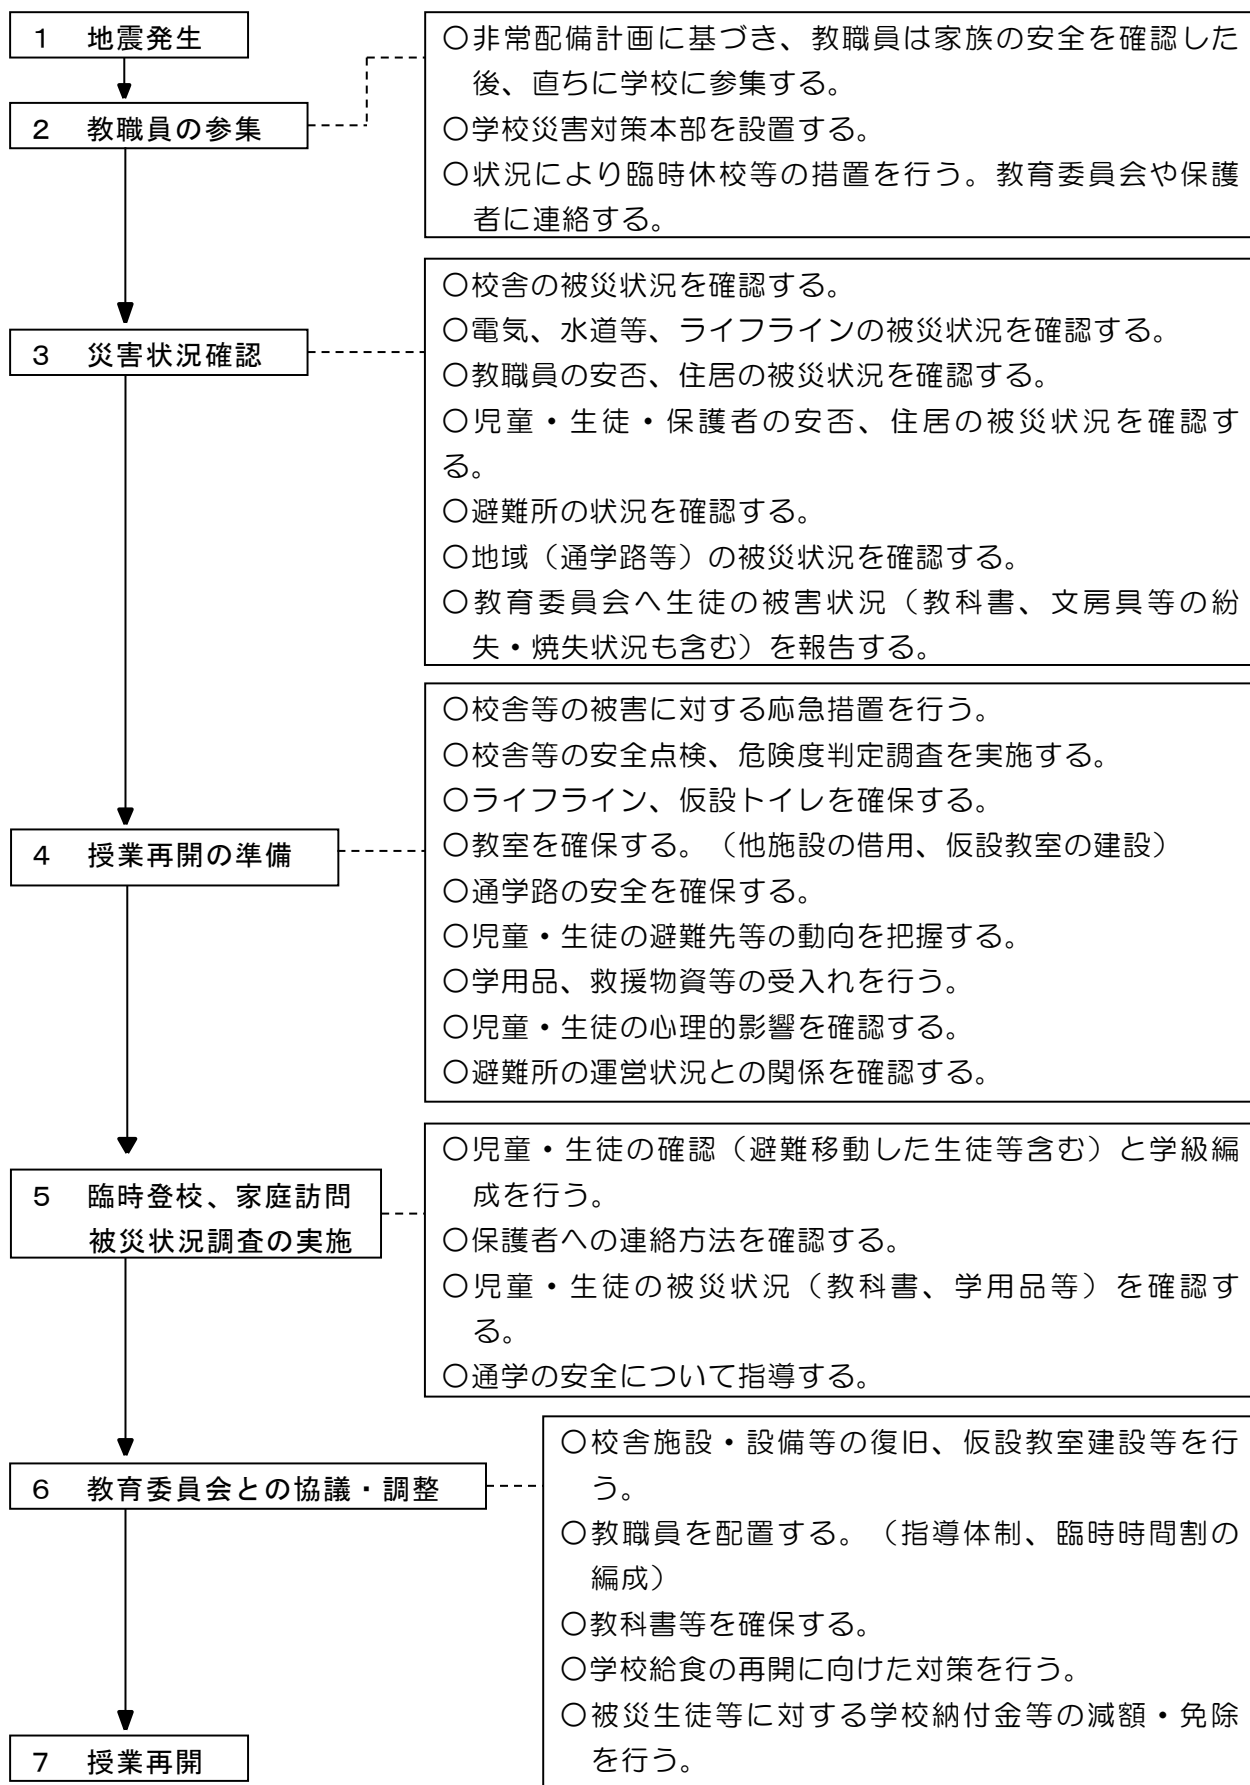 １　地震発生
２　教職員の参集
○非常配備計画に基づき、教職員は家族の安全を確認した
後、直ちに学校に参集する。
○学校災害対策本部を設置する。
○状況により臨時休校等の措置を行う。教育委員会や保護
者に連絡する。
３　災害状況確認
○校舎の被災状況を確認する。
○電気、水道等、ライフラインの被災状況を確認する。
○教職員の安否、住居の被災状況を確認する。
○児童・生徒・保護者の安否、住居の被災状況を確認す
る。
○避難所の状況を確認する。
○地域（通学路等）の被災状況を確認する。
○教育委員会へ生徒の被害状況（教科書、文房具等の紛
失・焼失状況も含む）を報告する。
４　授業再開の準備
○校舎等の被害に対する応急措置を行う。
○校舎等の安全点検、危険度判定調査を実施する。
○ライフライン、仮設トイレを確保する。
○教室を確保する。（他施設の借用、仮設教室の建設）
○通学路の安全を確保する。
○児童・生徒の避難先等の動向を把握する。
○学用品、救援物資等の受入れを行う。
○児童・生徒の心理的影響を確認する。
○避難所の運営状況との関係を確認する。
５　臨時登校、家庭訪問
被災状況調査の実施
○児童・生徒の確認（避難移動した生徒等含む）と学級編
成を行う。
○保護者への連絡方法を確認する。
○児童・生徒の被災状況（教科書、学用品等）を確認す
る。
○通学の安全について指導する。
６　教育委員会との協議・調整
○校舎施設・設備等の復旧、仮設教室建設等を行
う。
○教職員を配置する。（指導体制、臨時時間割の
編成）
○教科書等を確保する。
○学校給食の再開に向けた対策を行う。
○被災生徒等に対する学校納付金等の減額・免除
を行う。
７　授業再開